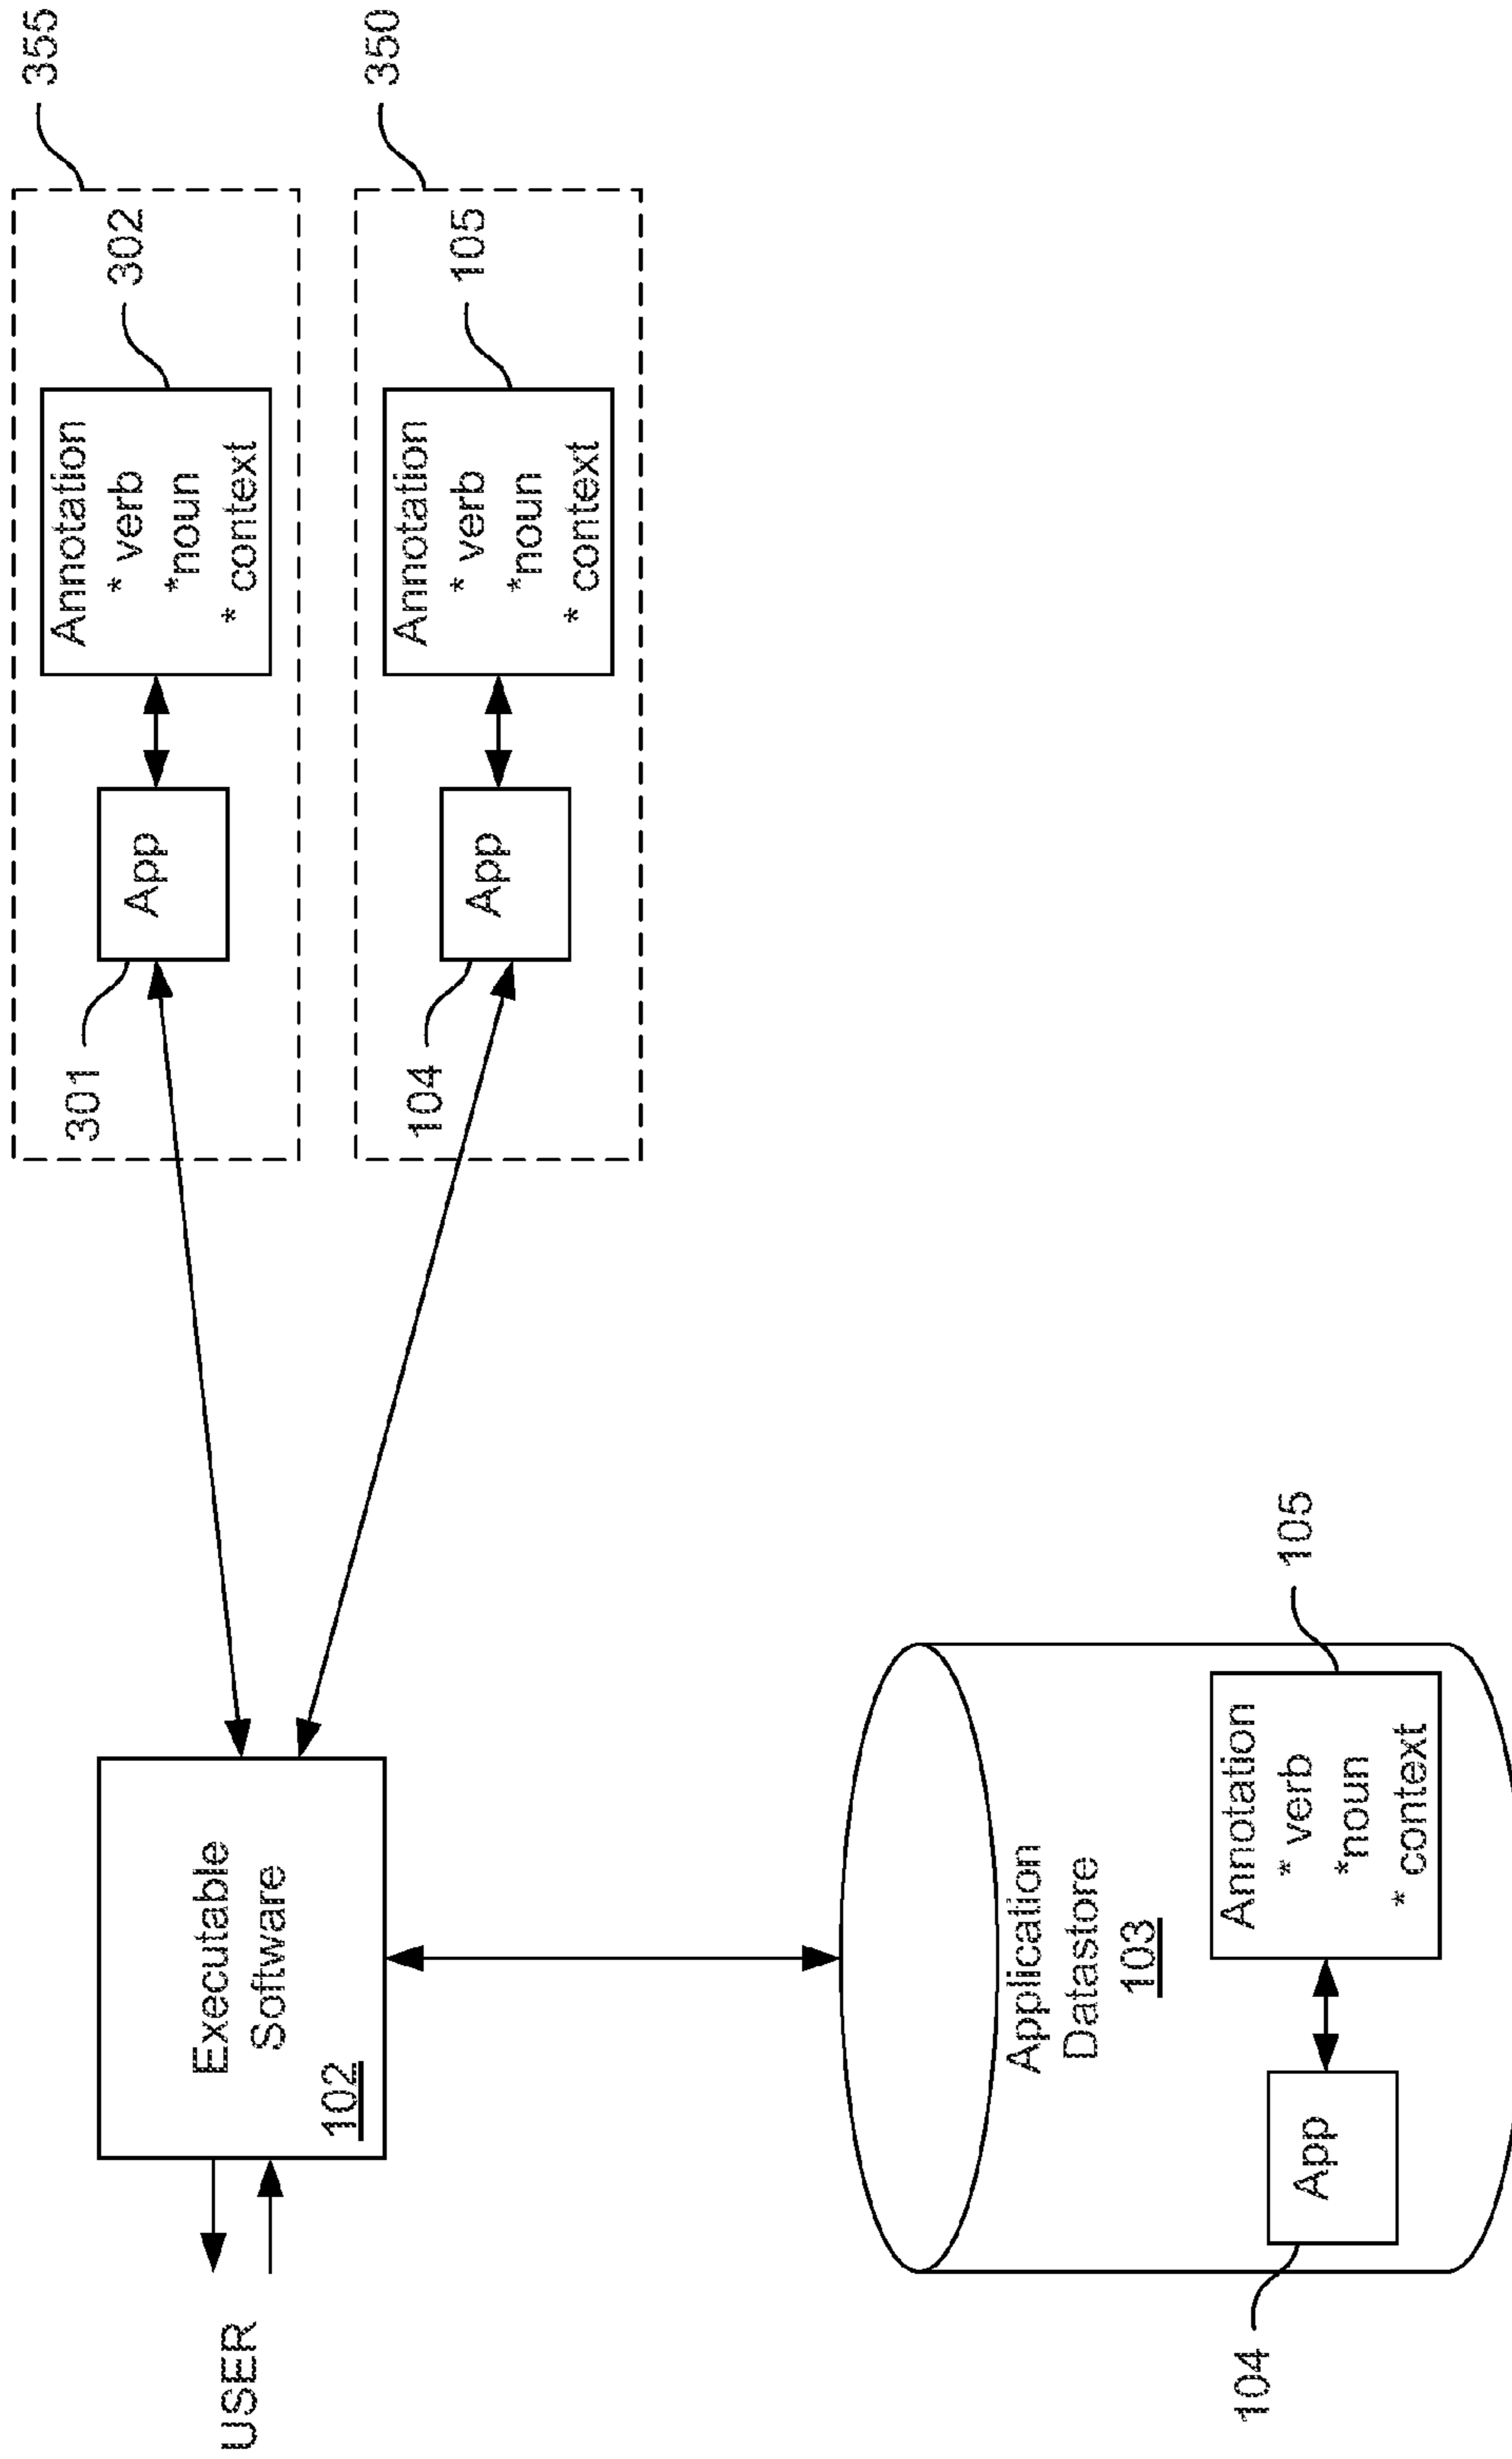 USER
Executable
Software
102
301
App
Annotation
* verb
*noun
* context
302
355
104
App
Annotation
* verb
*noun
* context
105
350
Application
Datastore
103
104
App
Annotation
* verb
*noun
* context
105